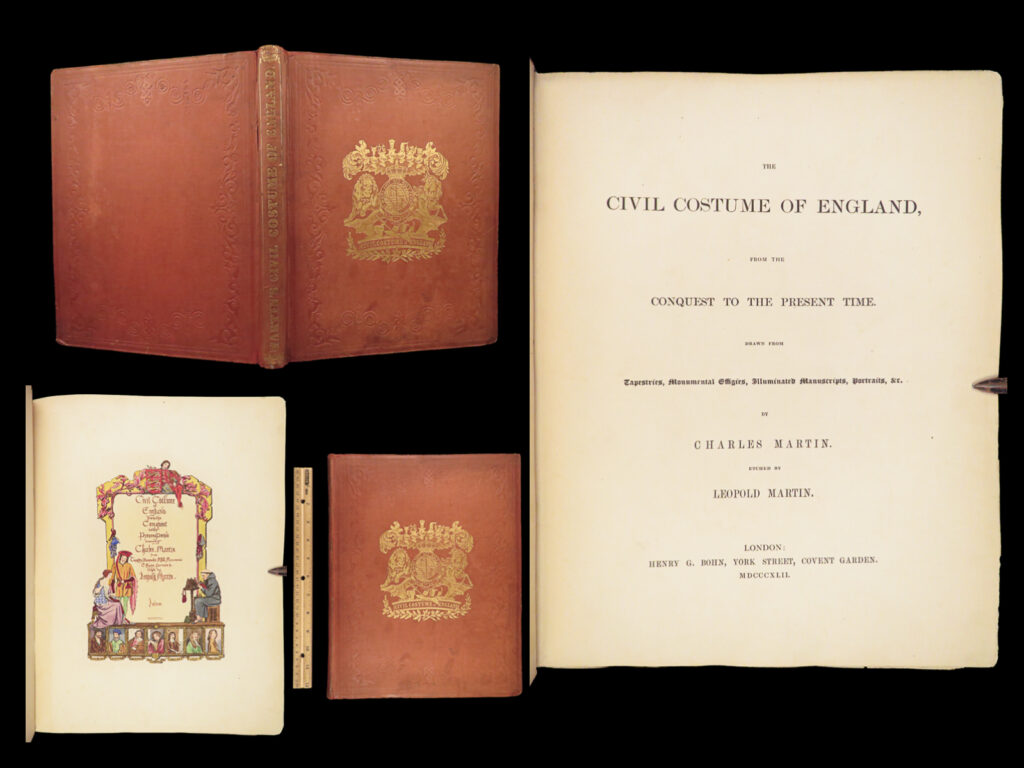 MARTIN'S CIVIL COSTUME OF ENGLAND
CIVIL COSTUME OF ENGLAND
THE
CIVIL COSTUME OF ENGLAND,
FROM THE
CONQUEST TO THE PRESENT TIME.
DRAWN FROM
Tapestries, Monumental Effigies, Illuminated Manuscripts, Portraits, &c.
BY
CHARLES MARTIN.
ETCHED BY
LEOPOLD MARTIN.
LONDON:
HENRY G. BOHN, YORK STREET, COVENT GARDEN.
MDCCCXLII.
Civil Costume
of
England
from the
Conquest
Charles Martin
Leopold Martin
London
CIVIL COSTUME OF ENGLAND